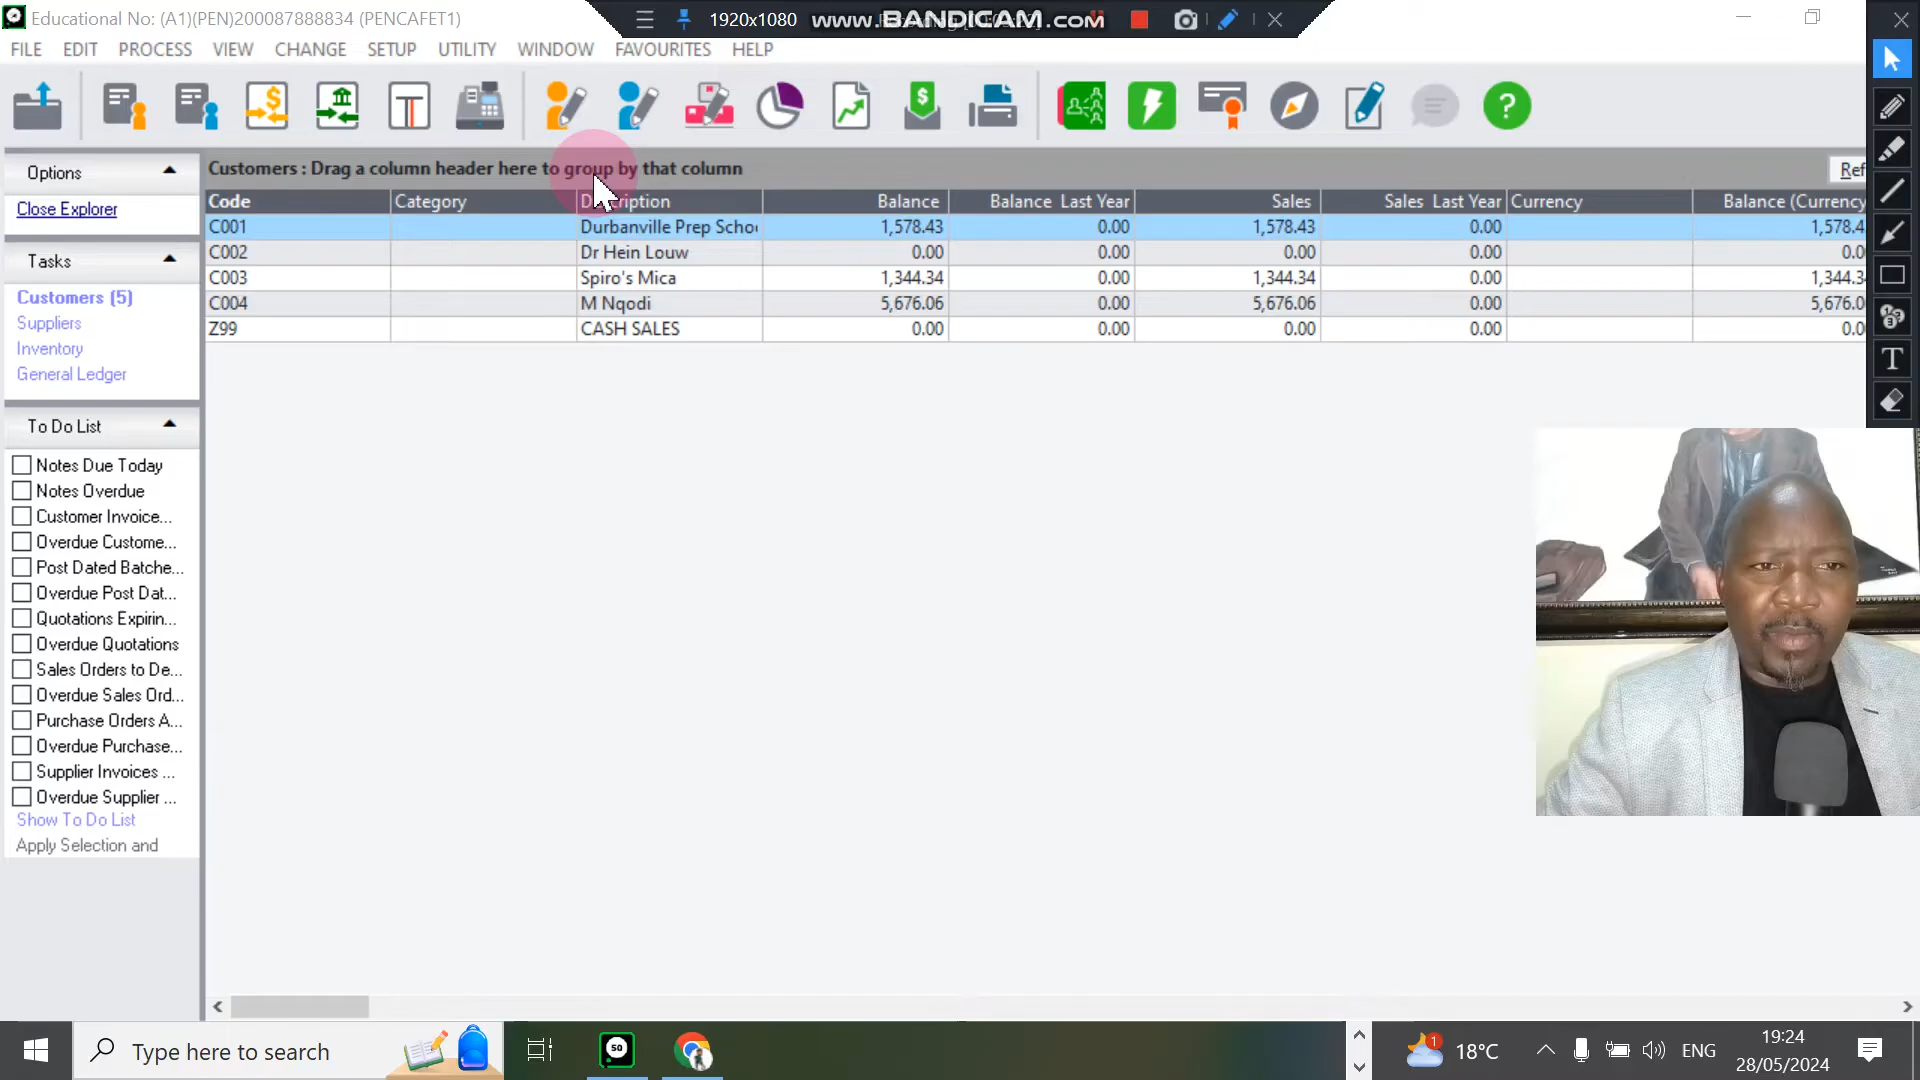 Educational No: (A1)(PEN)200087888834 (PENCAFET1)
1920x1080
www.BANDICAM.com
FILE EDIT PROCESS VIEW CHANGE SETUP UTILITY WINDOW FAVOURITES HELP
Options
Close Explorer
Tasks
Customers (5)
Suppliers
Inventory
General Ledger
To Do List
Notes Due Today
Notes Overdue
Customer Invoice...
Overdue Custome...
Post Dated Batche...
Overdue Post Dat...
Quotations Expirin...
Overdue Quotations
Sales Orders to De...
Overdue Sales Ord...
Purchase Orders A...
Overdue Purchase...
Supplier Invoices ...
Overdue Supplier ...
Show To Do List
Apply Selection and
Customers : Drag a column header here to group by that column
Ref
Code Category Description Balance Balance Last Year Sales Sales Last Year Currency Balance (Currency
C001 Durbanville Prep Schoo 1,578.43 0.00 1,578.43 0.00 1,578.4
C002 Dr Hein Louw 0.00 0.00 0.00 0.00 0.0
C003 Spiro's Mica 1,344.34 0.00 1,344.34 0.00 1,344.3
C004 M Nqodi 5,676.06 0.00 5,676.06 0.00 5,676.0
Z99 CASH SALES 0.00 0.00 0.00 0.00 0.0
Type here to search
1
18°C
ENG
19:24
28/05/2024